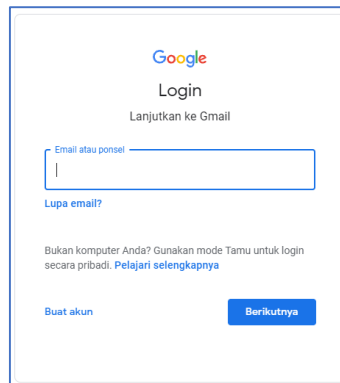 Google
Login
Lanjutkan ke Gmail
Email atau ponsel
Lupa email?
Bukan komputer Anda? Gunakan mode Tamu untuk login
secara pribadi. Pelajari selengkapnya
Buat akun
Berikutnya